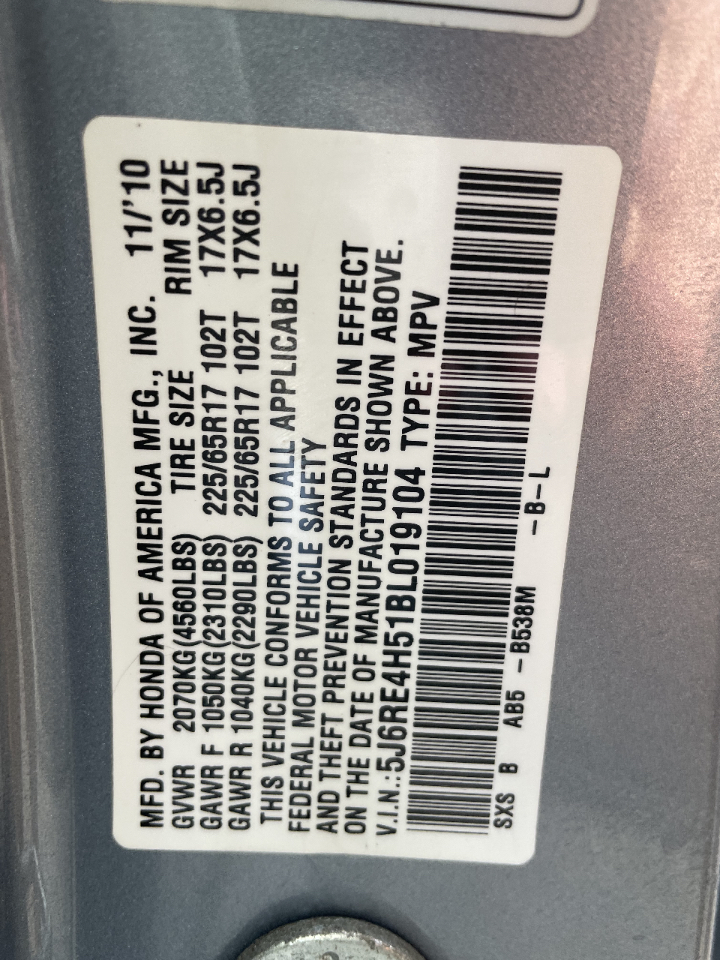 MFD. BY HONDA OF AMERICA MFG., INC. 11/'10
GVWR 2070KG(4560LBS) TIRE SIZE RIM SIZE
GAWR F 1050KG(2310LBS) 225/65R17 102T 17X6.5J
GAWR R 1040KG(2290LBS) 225/65R17 102T 17X6.5J
THIS VEHICLE CONFORMS TO ALL APPLICABLE
FEDERAL MOTOR VEHICLE SAFETY
AND THEFT PREVENTION STANDARDS IN EFFECT
ON THE DATE OF MANUFACTURE SHOWN ABOVE.
V.I.N.:5J6RE4H51BL019104 TYPE: MPV
SXS B AB5 -B538M -B-L